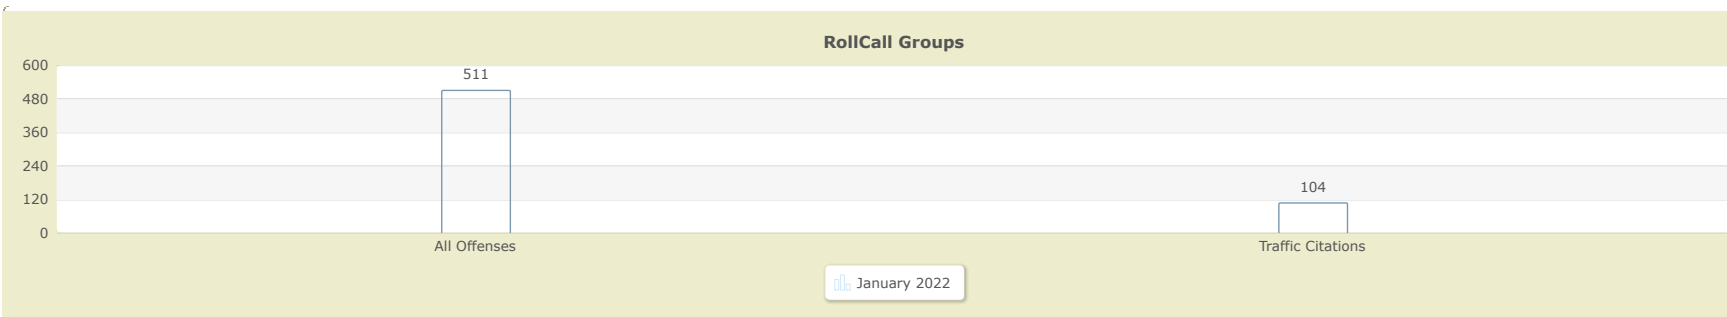 RollCall Groups
600
511
480
360
240
104
120
0
All Offenses
Traffic Citations
January 2022